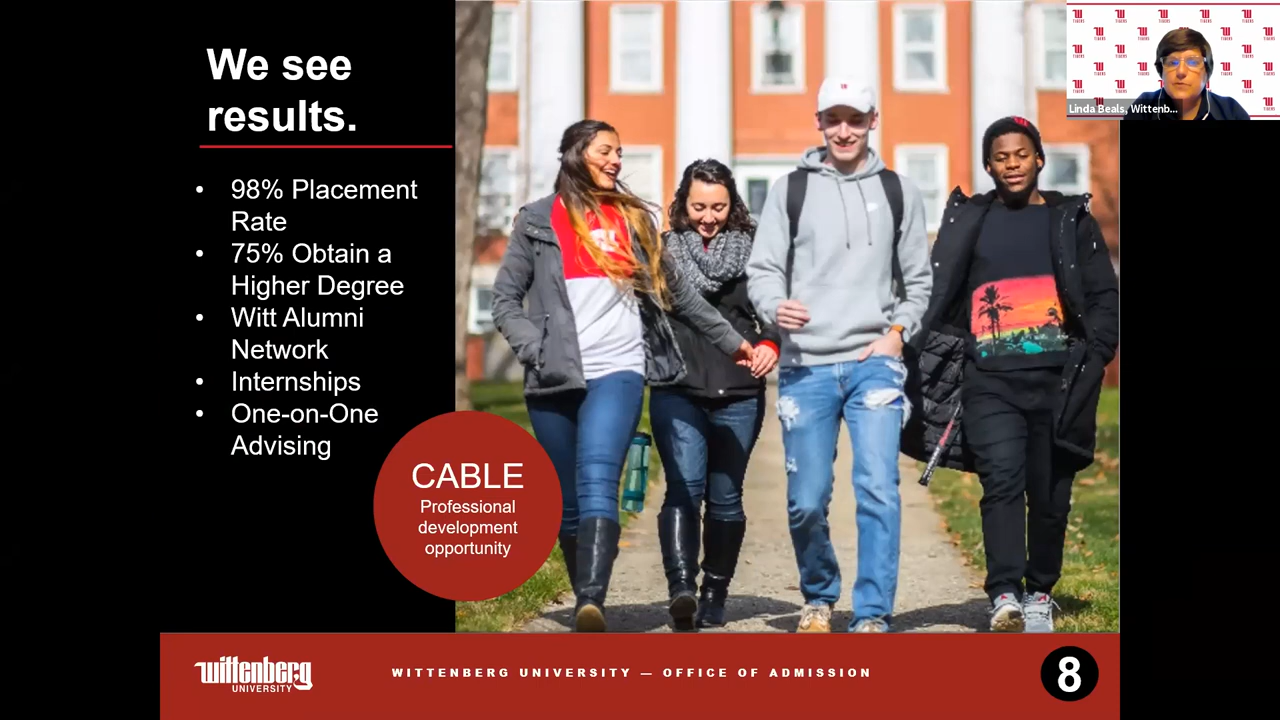 We see
results.
• 98% Placement
Rate
• 75% Obtain a
Higher Degree
• Witt Alumni
Network
• Internships
• One-on-One
Advising
CABLE
Professional
development
opportunity
wittenberg
UNIVERSITY
WITTENBERG UNIVERSITY — OFFICE OF ADMISSION
8
Linda Beals, Wittenb...